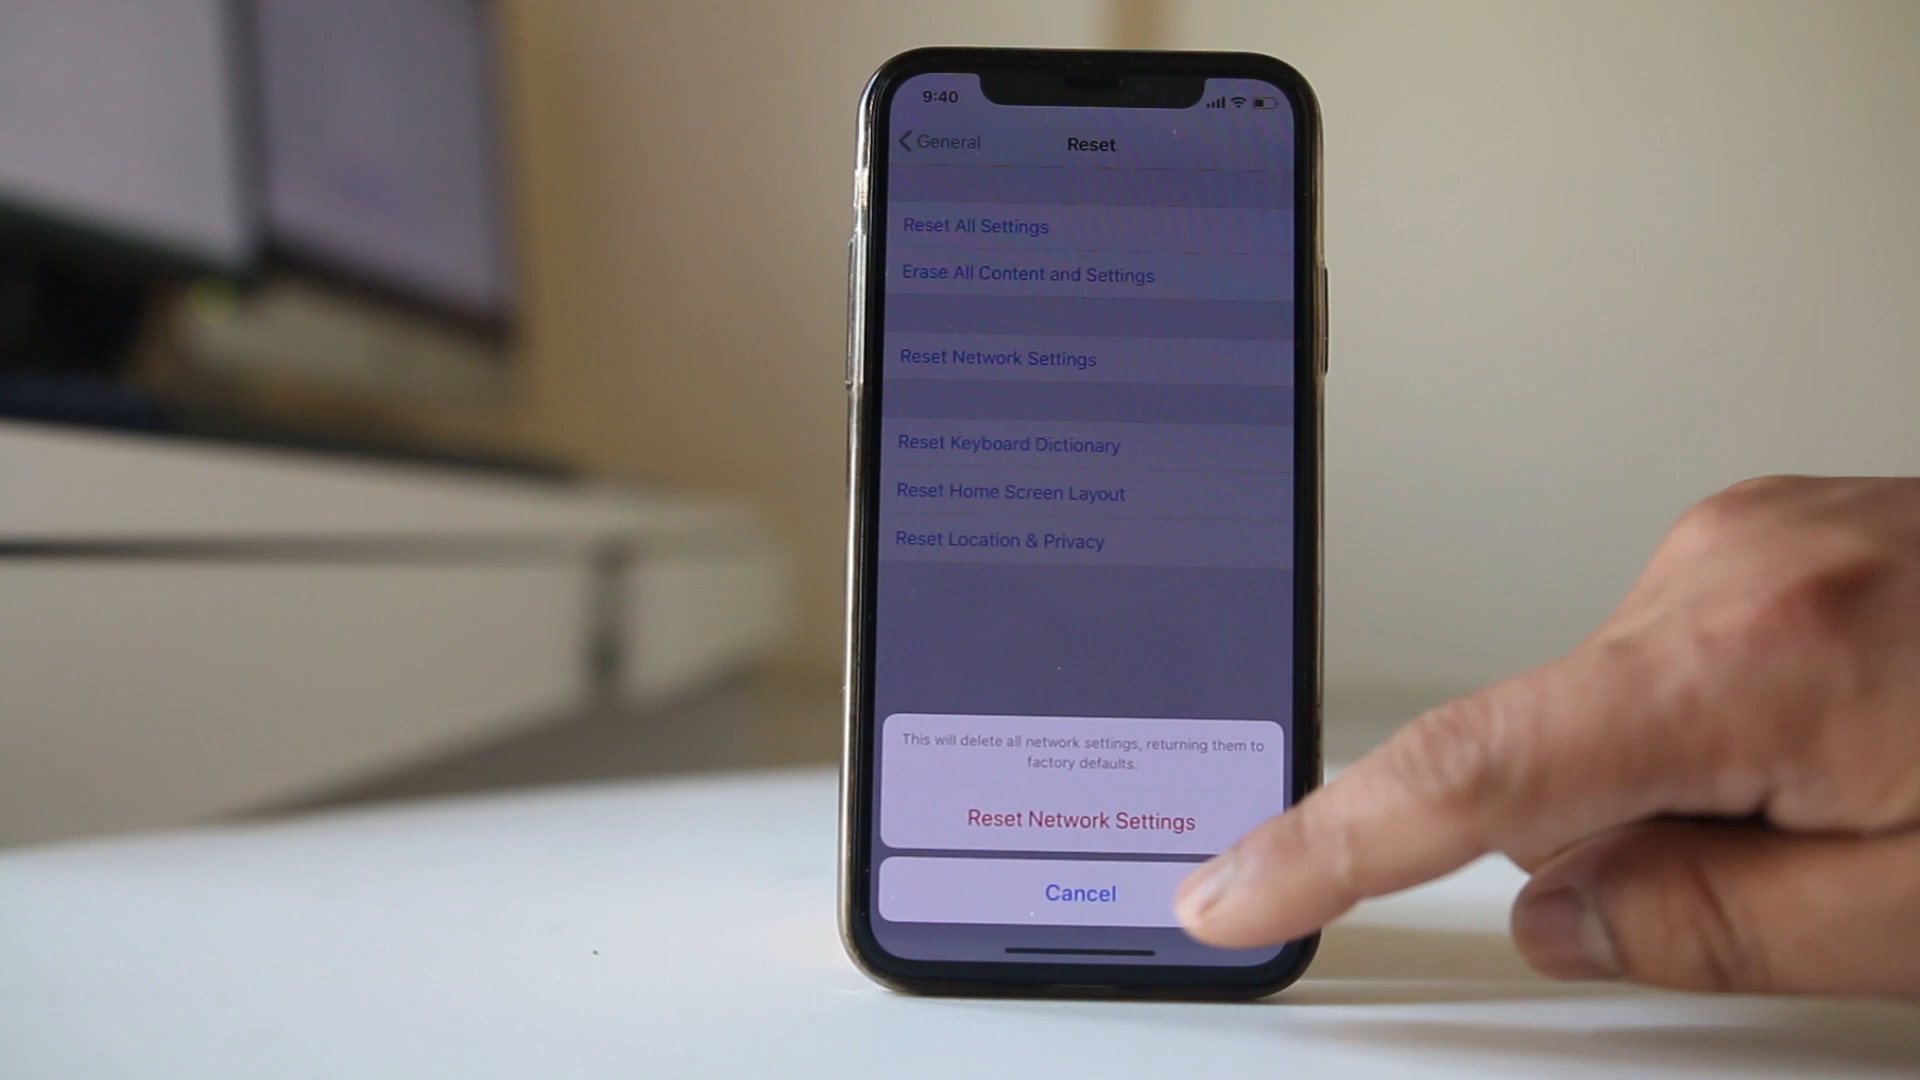 9:40
General
Reset
Reset All Settings
Erase All Content and Settings
Reset Network Settings
Reset Keyboard Dictionary
Reset Home Screen Layout
Reset Location & Privacy
This will delete all network settings, returning them to
factory defaults.
Reset Network Settings
Cancel